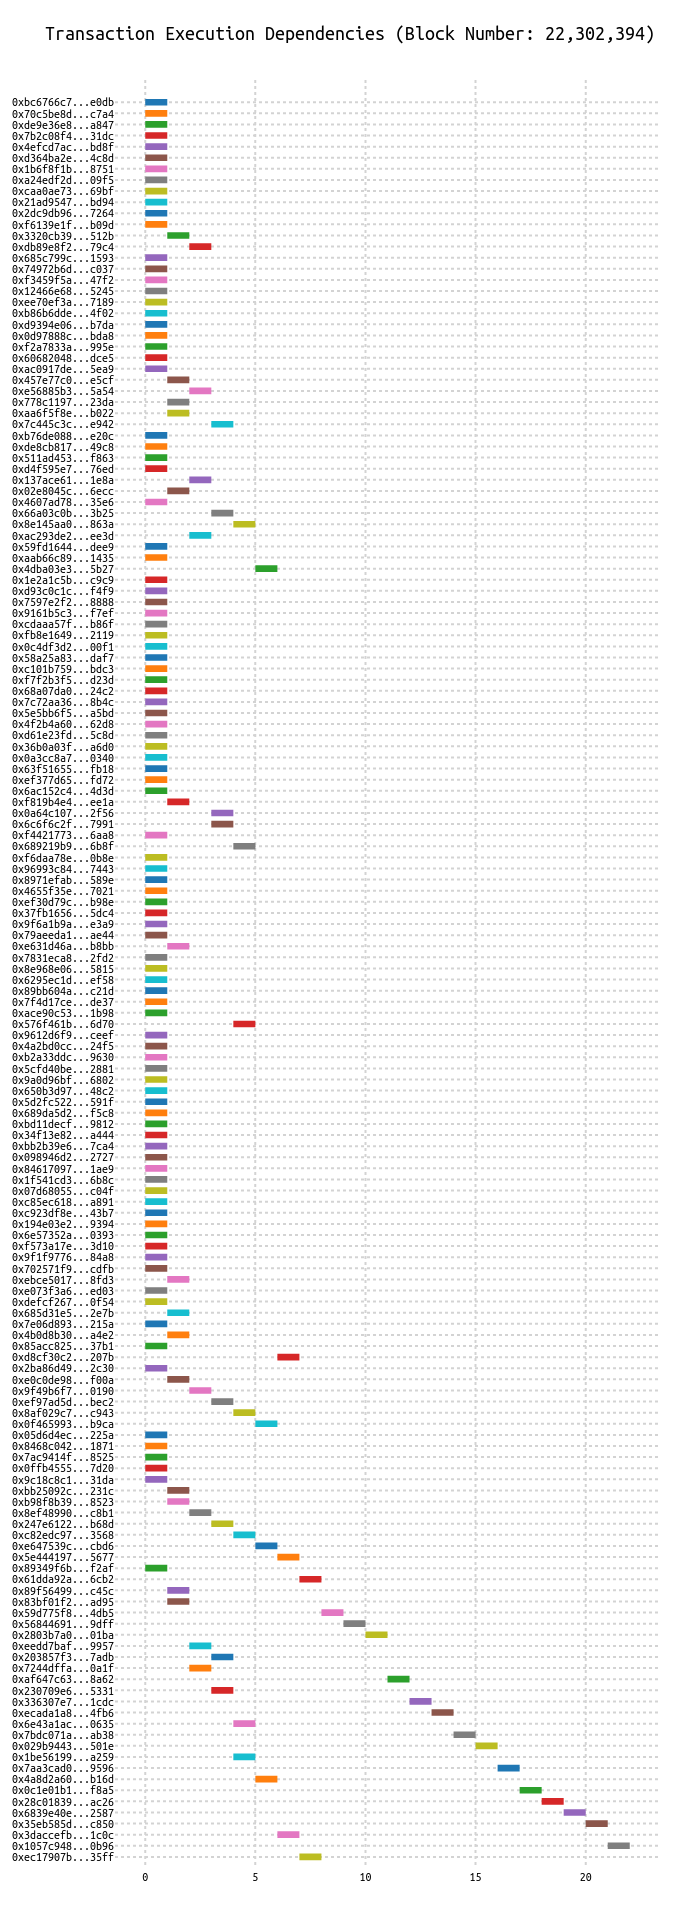 Transaction Execution Dependencies (Block Number: 22,302,394)
0xbc6766c7...e0db
0x70c5be8d...c7a4
0xde9e36e8...a847
0x7b2c08f4...31dc
0x4efcd7ac...bd8f
0xd364ba2e...4c8d
0x1b6f8f1b...8751
0xa24edf2d...09f5
0xcaa0ae73...69bf
0x21ad9547...bd94
0x2dc9db96...7264
0xf6139e1f...b09d
0x3320cb39...512b
0xdb89e8f2...79c4
0x685c799c...1593
0x74972b6d...c037
0xf3459f5a...47f2
0x12466e68...5245
0xee70ef3a...7189
0xb86b6dde...4f02
0xd9394e06...b7da
0x0d97888c...bda8
0xf2a7833a...995e
0x60682048...dce5
0xac0917de...5ea9
0x457e77c0...e5cf
0xe56885b3...5a54
0x778c1197...23da
0xaa6f5f8e...b022
0x7c445c3c...e942
0xb76de088...e20c
0xde8cb817...49c8
0x511ad453...f863
0xd4f595e7...76ed
0x137ace61...1e8a
0x02e8045c...6ecc
0x4607ad78...35e6
0x66a03c0b...3b25
0x8e145aa0...863a
0xac293de2...ee3d
0x59fd1644...dee9
0xaab66c89...1435
0x4dba03e3...5b27
0x1e2a1c5b...c9c9
0xd93c0c1c...f4f9
0x7597e2f2...8888
0x9161b5c3...f7ef
0xcdaaa57f...b86f
0xfb8e1649...2119
0x0c4df3d2...00f1
0x58a25a83...daf7
0xc101b759...bdc3
0xf7f2b3f5...d23d
0x68a07da0...24c2
0x7c72aa36...8b4c
0x5e5bb6f5...a5bd
0x4f2b4a60...62d8
0xd61e23fd...5c8d
0x36b0a03f...a6d0
0x0a3cc8a7...0340
0x63f51655...fb18
0xef377d65...fd72
0x6ac152c4...4d3d
0xf819b4e4...ee1a
0x0a64c107...2f56
0x6c6f6c2f...7991
0xf4421773...6aa8
0x689219b9...6b8f
0xf6daa78e...0b8e
0x96993c84...7443
0x8971efab...589e
0x4655f35e...7021
0xef30d79c...b98e
0x37fb1656...5dc4
0x9f6a1b9a...e3a9
0x79aeeda1...ae44
0xe631d46a...b8bb
0x7831eca8...2fd2
0x8e968e06...5815
0x6295ec1d...ef58
0x89bb604a...c21d
0x7f4d17ce...de37
0xace90c53...1b98
0x576f461b...6d70
0x9612d6f9...ceef
0x4a2bd0cc...24f5
0xb2a33ddc...9630
0x5cfd40be...2881
0x9a0d96bf...6802
0x650b3d97...48c2
0x5d2fc522...591f
0x689da5d2...f5c8
0xbd11decf...9812
0x34f13e82...a444
0xbb2b39e6...7ca4
0x098946d2...2727
0x84617097...1ae9
0x1f541cd3...6b8c
0x07d68055...c04f
0xc85ec618...a891
0xc923df8e...43b7
0x194e03e2...9394
0x6e57352a...0393
0xf573a17e...3d10
0x9f1f9776...84a8
0x702571f9...cdfb
0xebce5017...8fd3
0xe073f3a6...ed03
0xdefcf267...0f54
0x685d31e5...2e7b
0x7e06d893...215a
0x4b0d8b30...a4e2
0x85acc825...37b1
0xd8cf30c2...207b
0x2ba86d49...2c30
0xe0c0de98...f00a
0x9f49b6f7...0190
0xef97ad5d...bec2
0x8af029c7...c943
0x0f465993...b9ca
0x05d6d4ec...225a
0x8468c042...1871
0x7ac9414f...8525
0x0ffb4555...7d20
0x9c18c8c1...31da
0xbb25092c...231c
0xb98f8b39...8523
0x8ef48990...c8b1
0x247e6122...b68d
0xc82edc97...3568
0xe647539c...cbd6
0x5e444197...5677
0x89349f6b...f2af
0x61dda92a...6cb2
0x89f56499...c45c
0x83bf01f2...ad95
0x59d775f8...4db5
0x56844691...9dff
0x2803b7a0...01ba
0xeedd7baf...9957
0x203857f3...7adb
0x7244dffa...0a1f
0xaf647c63...8a62
0x230709e6...5331
0x336307e7...1cdc
0xecada1a8...4fb6
0x6e43a1ac...0635
0x7bdc071a...ab38
0x029b9443...501e
0x1be56199...a259
0x7aa3cad0...9596
0x4a8d2a60...b16d
0x0c1e01b1...f8a5
0x28c01839...ac26
0x6839e40e...2587
0x35eb585d...c850
0x3daccefb...1c0c
0x1057c948...0b96
0xec17907b...35ff
0 5 10 15 20